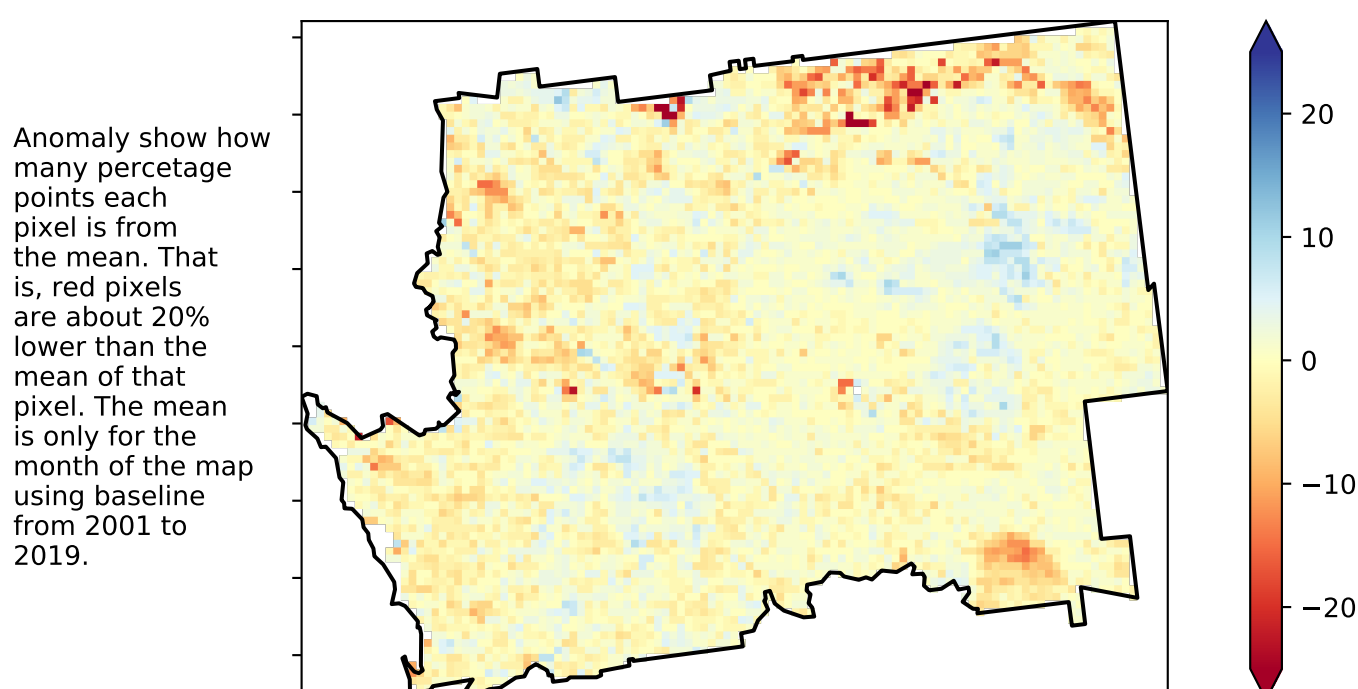 Anomaly show how
many percetage
points each
pixel is from
the mean. That
is, red pixels
are about 20%
lower than the
mean of that
pixel. The mean
is only for the
month of the map
using baseline
from 2001 to
2019.
20
10
0
−10
−20